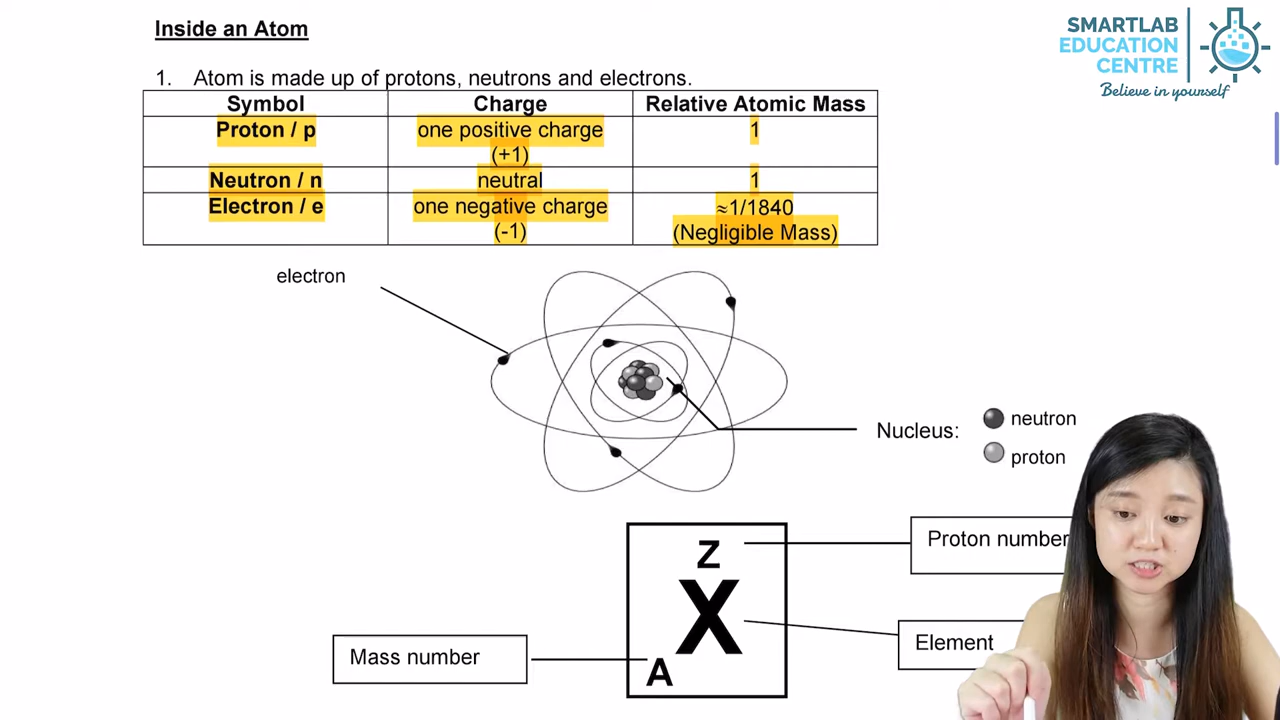 Inside an Atom
SMARTLAB
EDUCATION
CENTRE
Believe in yourself
1. Atom is made up of protons, neutrons and electrons.
Symbol Charge Relative Atomic Mass
Proton / p one positive charge 1
(+1)
Neutron / n neutral 1
Electron / e one negative charge ≈1/1840
(-1) (Negligible Mass)
electron
Nucleus: neutron
proton
Z
Proton number
X
Element
Mass number
A